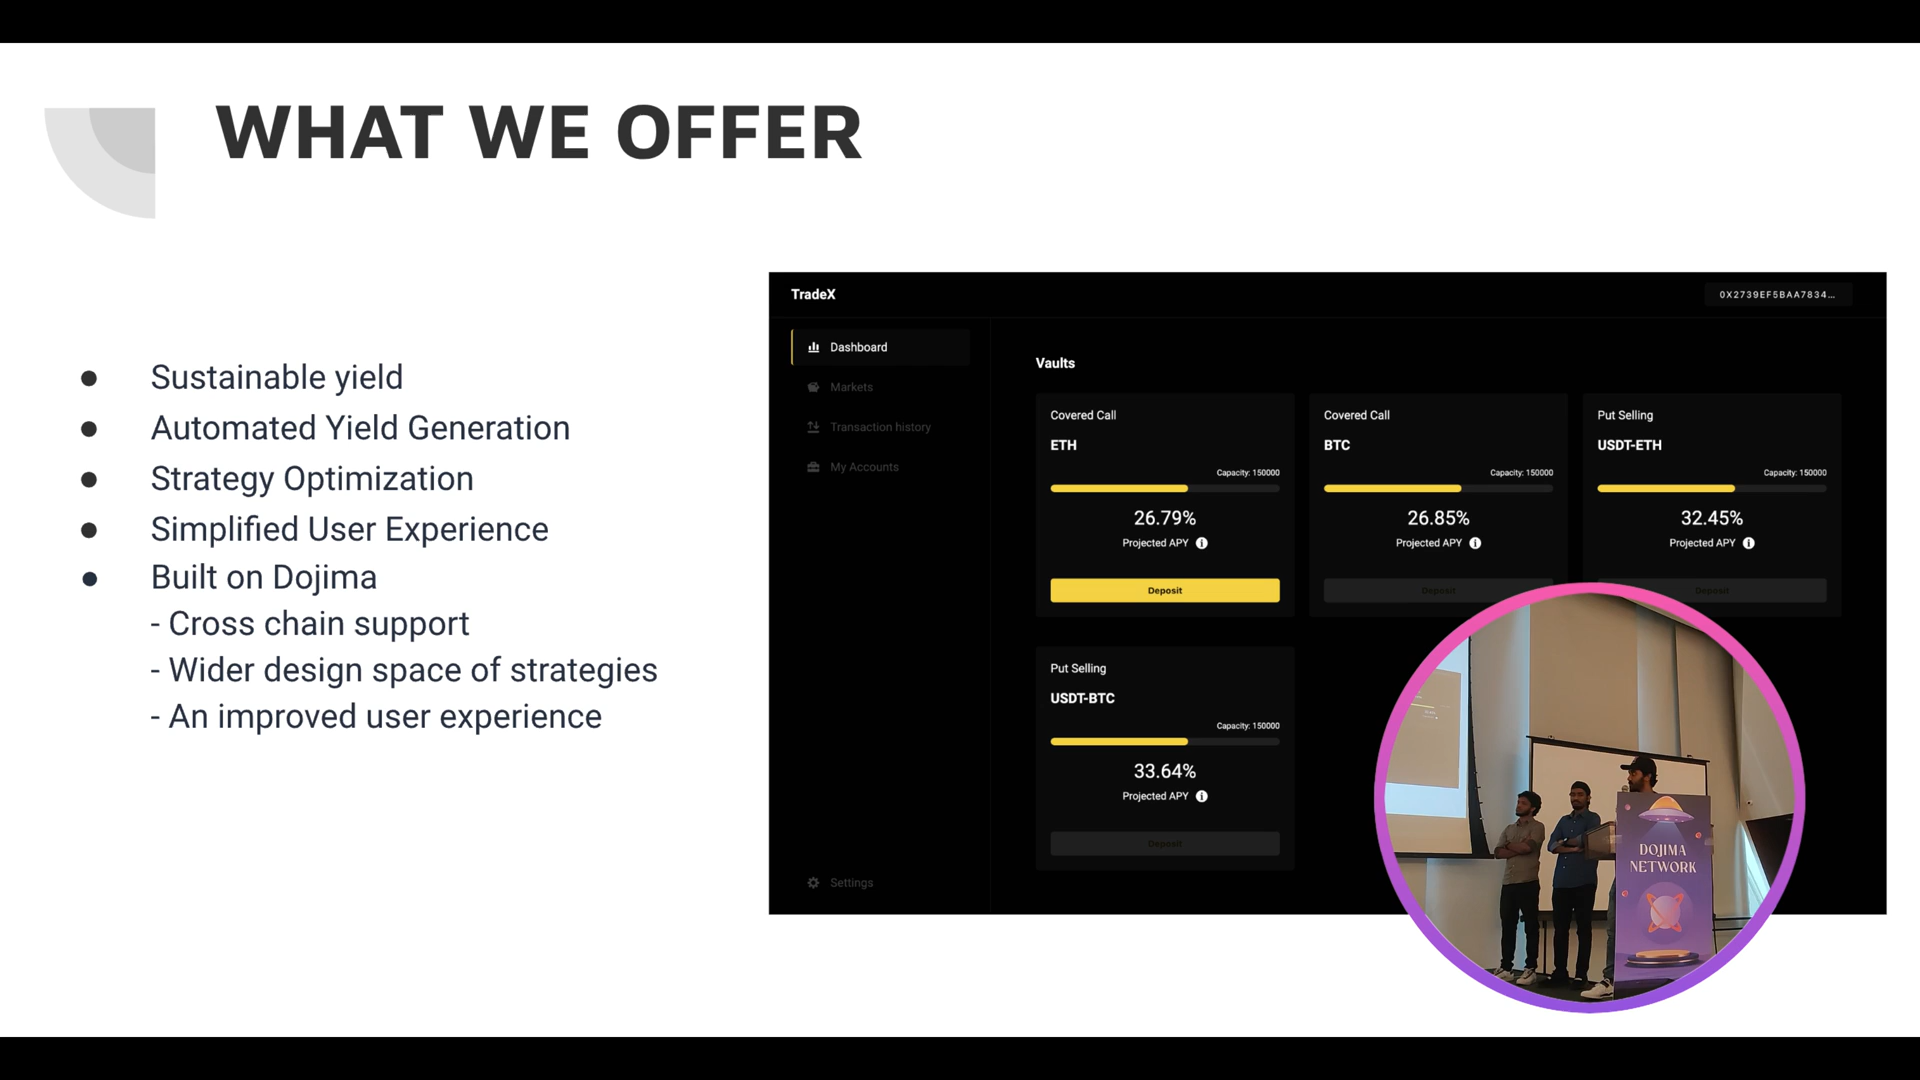 WHAT WE OFFER
Sustainable yield
Automated Yield Generation
Strategy Optimization
Simplified User Experience
Built on Dojima
- Cross chain support
- Wider design space of strategies
- An improved user experience
TradeX
0X2739EF5BAA7834...
Dashboard
Markets
Transaction history
My Accounts
Settings
Vaults
Covered Call
ETH
Capacity: 150000
26.79%
Projected APY
Deposit
Covered Call
BTC
Capacity: 150000
26.85%
Projected APY
Deposit
Put Selling
USDT-ETH
Capacity: 150000
32.45%
Projected APY
Deposit
Put Selling
USDT-BTC
Capacity: 150000
33.64%
Projected APY
Deposit
DOJIMA
NETWORK